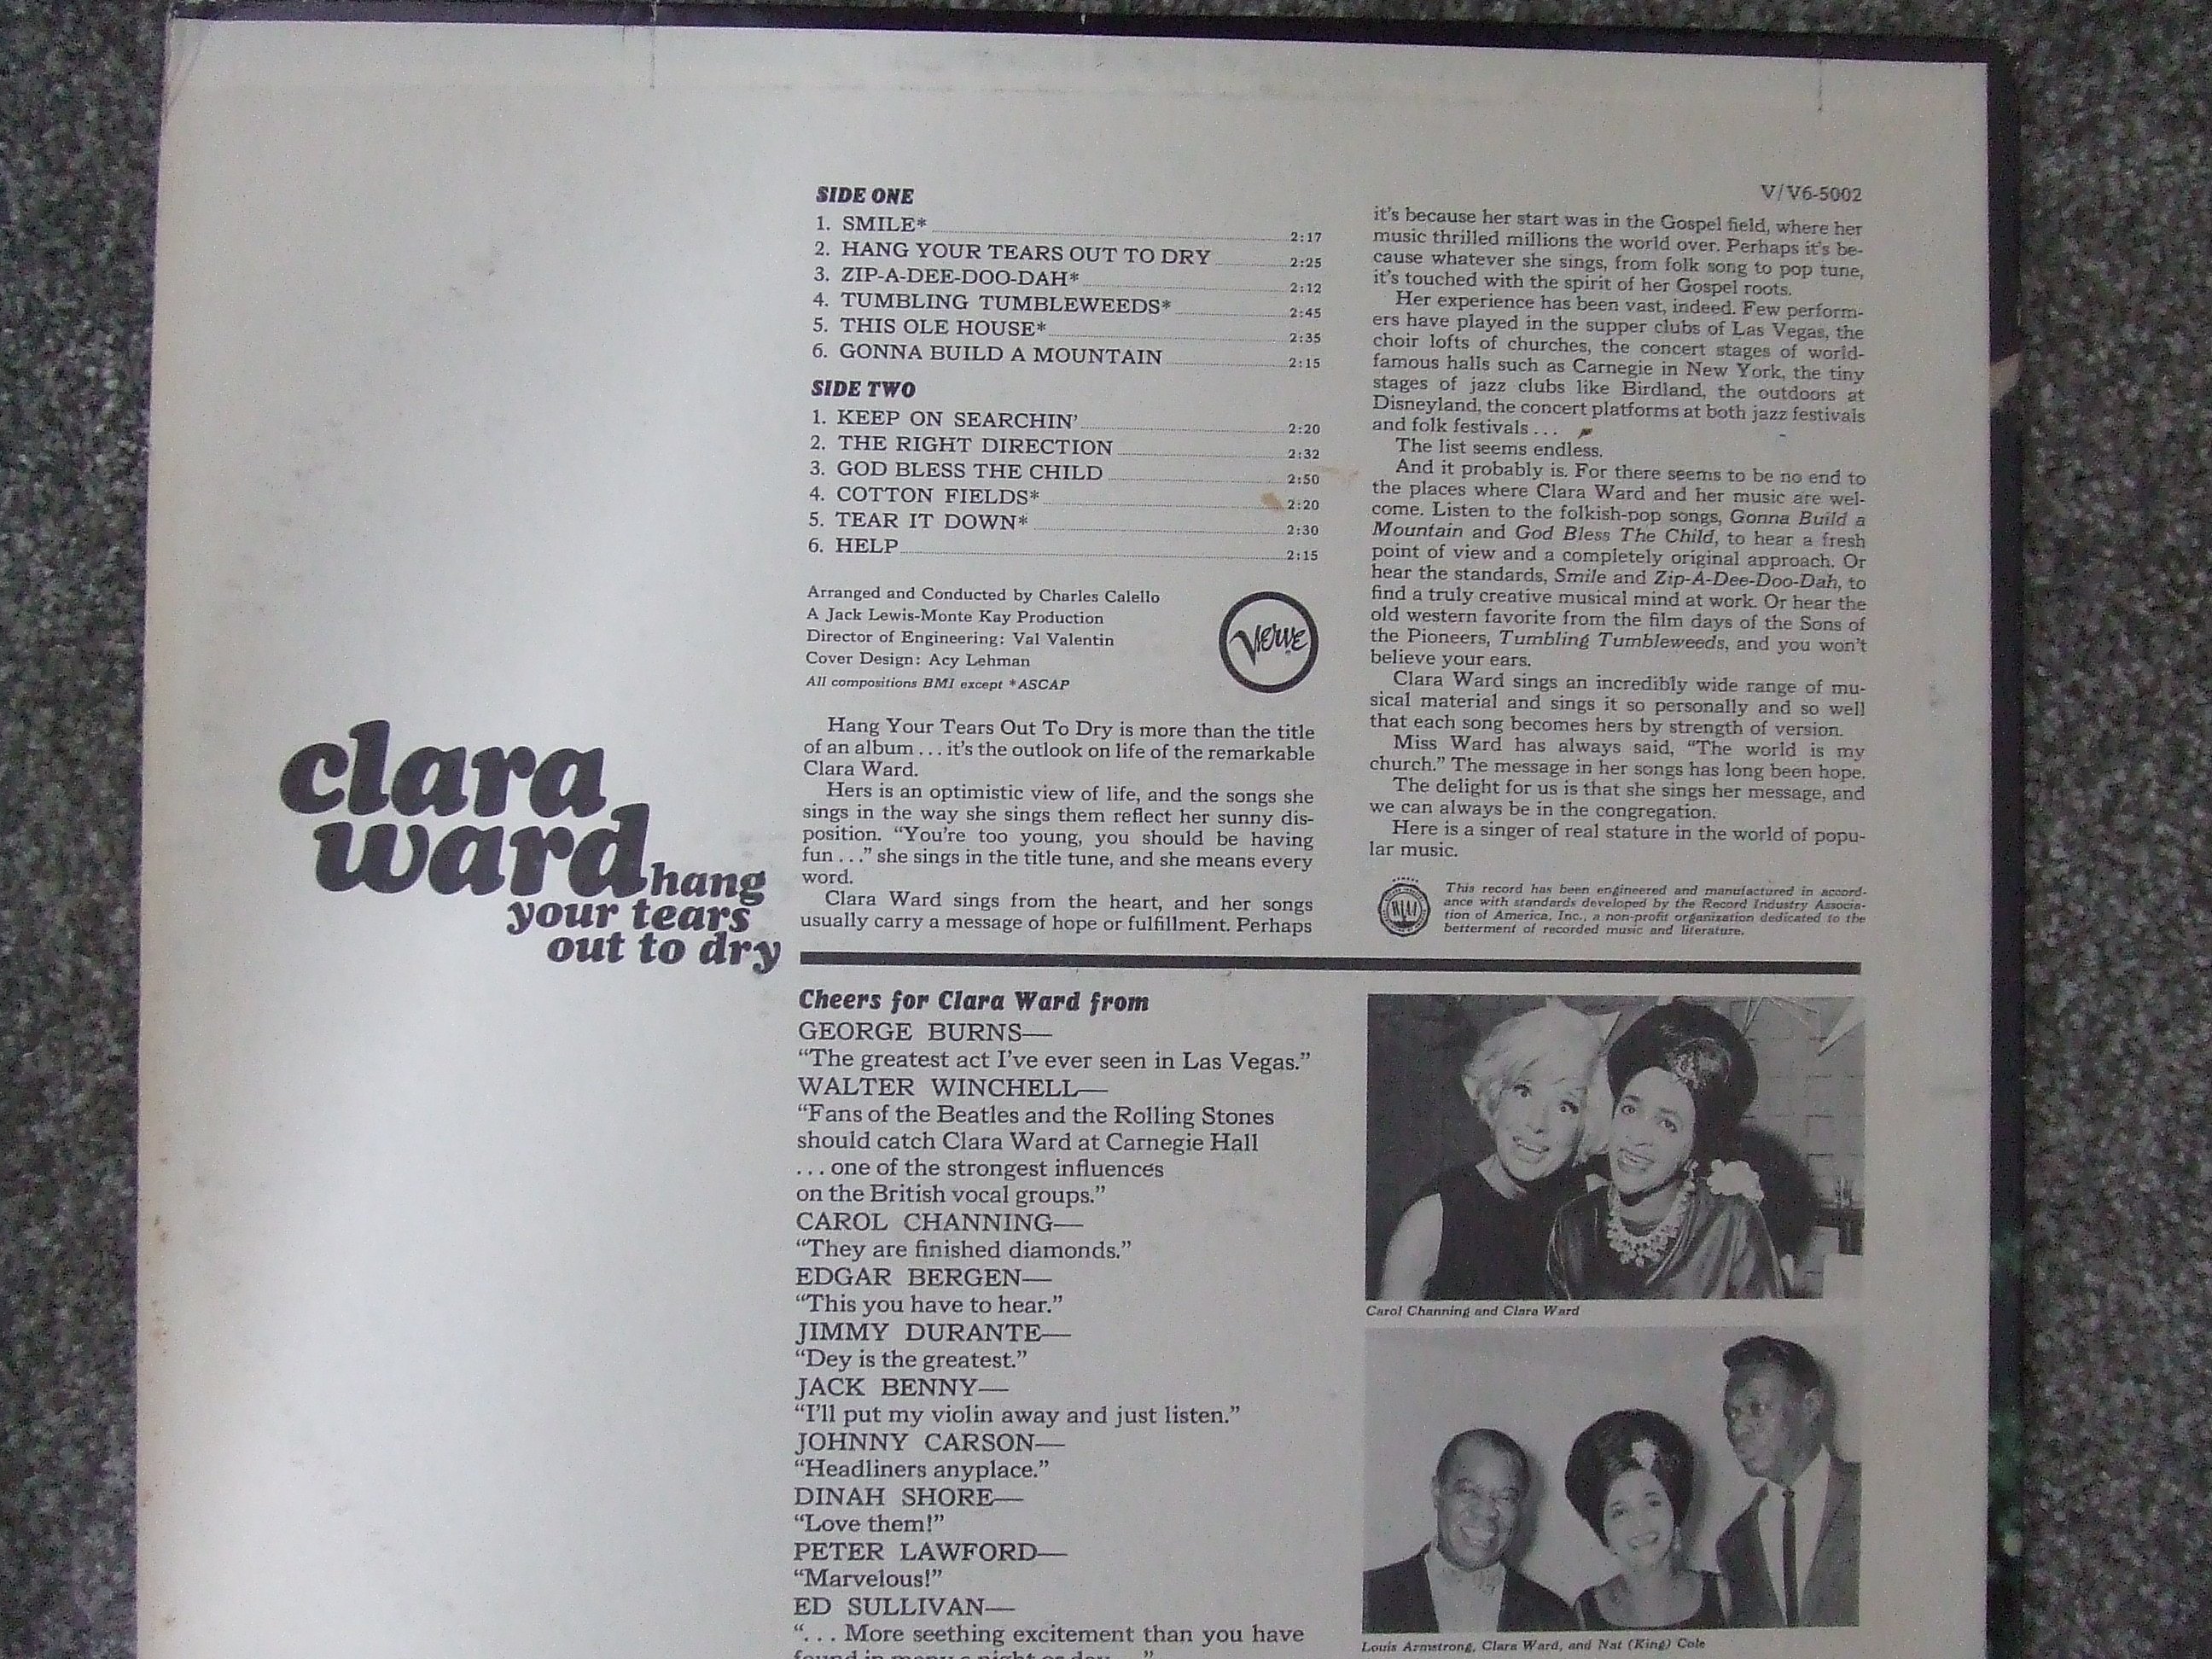 clara
ward hang
your tears
out to dry
SIDE ONE
1. SMILE* 2:17
2. HANG YOUR TEARS OUT TO DRY 2:25
3. ZIP-A-DEE-DOO-DAH* 2:12
4. TUMBLING TUMBLEWEEDS* 2:45
5. THIS OLE HOUSE* 2:35
6. GONNA BUILD A MOUNTAIN 2:15
SIDE TWO
1. KEEP ON SEARCHIN' 2:20
2. THE RIGHT DIRECTION 2:32
3. GOD BLESS THE CHILD 2:50
4. COTTON FIELDS* 2:20
5. TEAR IT DOWN* 2:30
6. HELP 2:15
Arranged and Conducted by Charles Calello
A Jack Lewis-Monte Kay Production
Director of Engineering: Val Valentin
Cover Design: Acy Lehman
All compositions BMI except *ASCAP
Verve
Hang Your Tears Out To Dry is more than the title
of an album . . . it's the outlook on life of the remarkable
Clara Ward.
Hers is an optimistic view of life, and the songs she
sings in the way she sings them reflect her sunny dis-
position. “You're too young, you should be having
fun . . .” she sings in the title tune, and she means every
word.
Clara Ward sings from the heart, and her songs
usually carry a message of hope or fulfillment. Perhaps
V/V6-5002
it's because her start was in the Gospel field, where her
music thrilled millions the world over. Perhaps it's be-
cause whatever she sings, from folk song to pop tune,
it's touched with the spirit of her Gospel roots.
Her experience has been vast, indeed. Few perform-
ers have played in the supper clubs of Las Vegas, the
choir lofts of churches, the concert stages of world-
famous halls such as Carnegie in New York, the tiny
stages of jazz clubs like Birdland, the outdoors at
Disneyland, the concert platforms at both jazz festivals
and folk festivals . . .
The list seems endless.
And it probably is. For there seems to be no end to
the places where Clara Ward and her music are wel-
come. Listen to the folkish-pop songs, Gonna Build a
Mountain and God Bless The Child, to hear a fresh
point of view and a completely original approach. Or
hear the standards, Smile and Zip-A-Dee-Doo-Dah, to
find a truly creative musical mind at work. Or hear the
old western favorite from the film days of the Sons of
the Pioneers, Tumbling Tumbleweeds, and you won't
believe your ears.
Clara Ward sings an incredibly wide range of mu-
sical material and sings it so personally and so well
that each song becomes hers by strength of version.
Miss Ward has always said, “The world is my
church.” The message in her songs has long been hope.
The delight for us is that she sings her message, and
we can always be in the congregation.
Here is a singer of real stature in the world of popu-
lar music.
RIAA
This record has been engineered and manufactured in accord-
ance with standards developed by the Record Industry Associa-
tion of America, Inc., a non-profit organization dedicated to the
betterment of recorded music and literature.
Cheers for Clara Ward from
GEORGE BURNS—
“The greatest act I've ever seen in Las Vegas.”
WALTER WINCHELL—
“Fans of the Beatles and the Rolling Stones
should catch Clara Ward at Carnegie Hall
. . . one of the strongest influences
on the British vocal groups.”
CAROL CHANNING—
“They are finished diamonds.”
EDGAR BERGEN—
“This you have to hear.”
JIMMY DURANTE—
“Dey is the greatest.”
JACK BENNY—
“I'll put my violin away and just listen.”
JOHNNY CARSON—
“Headliners anyplace.”
DINAH SHORE—
“Love them!”
PETER LAWFORD—
“Marvelous!”
ED SULLIVAN—
“. . . More seething excitement than you have
Carol Channing and Clara Ward
Louis Armstrong, Clara Ward, and Nat (King) Cole